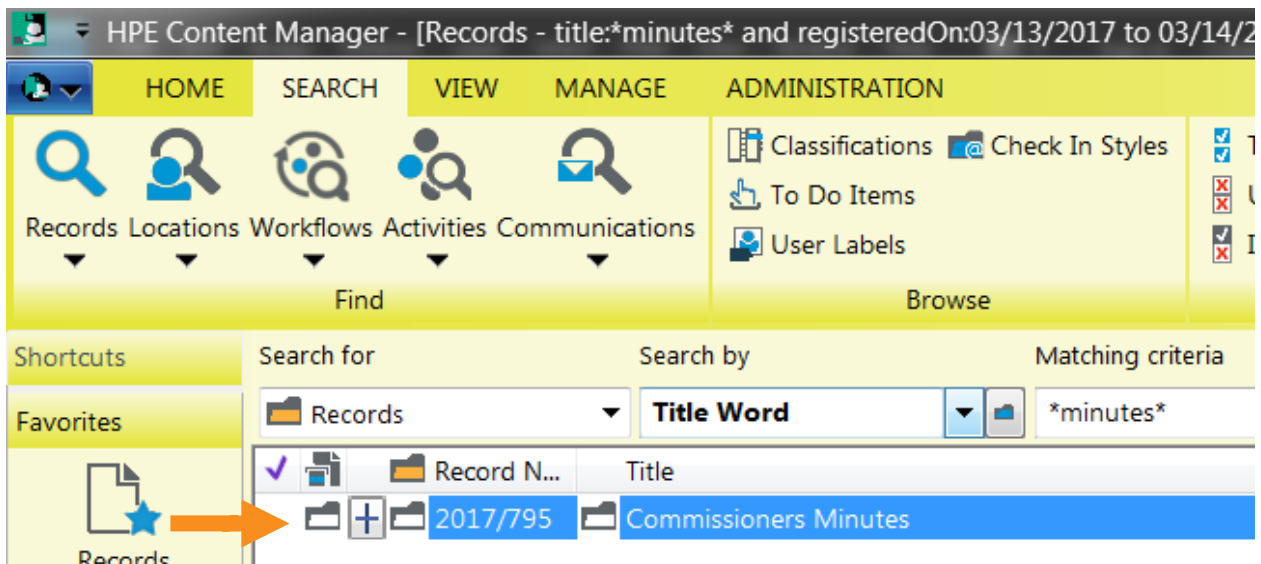 HPE Content Manager - [Records - title:*minutes* and registeredOn:03/13/2017 to 03/14/2
HOME SEARCH VIEW MANAGE ADMINISTRATION
Classifications Check In Styles
To Do Items
User Labels
Records Locations Workflows Activities Communications
Find Browse
Shortcuts
Search for Search by Matching criteria
Favorites
Records Title Word *minutes*
Record N... Title
2017/795 Commissioners Minutes
Records